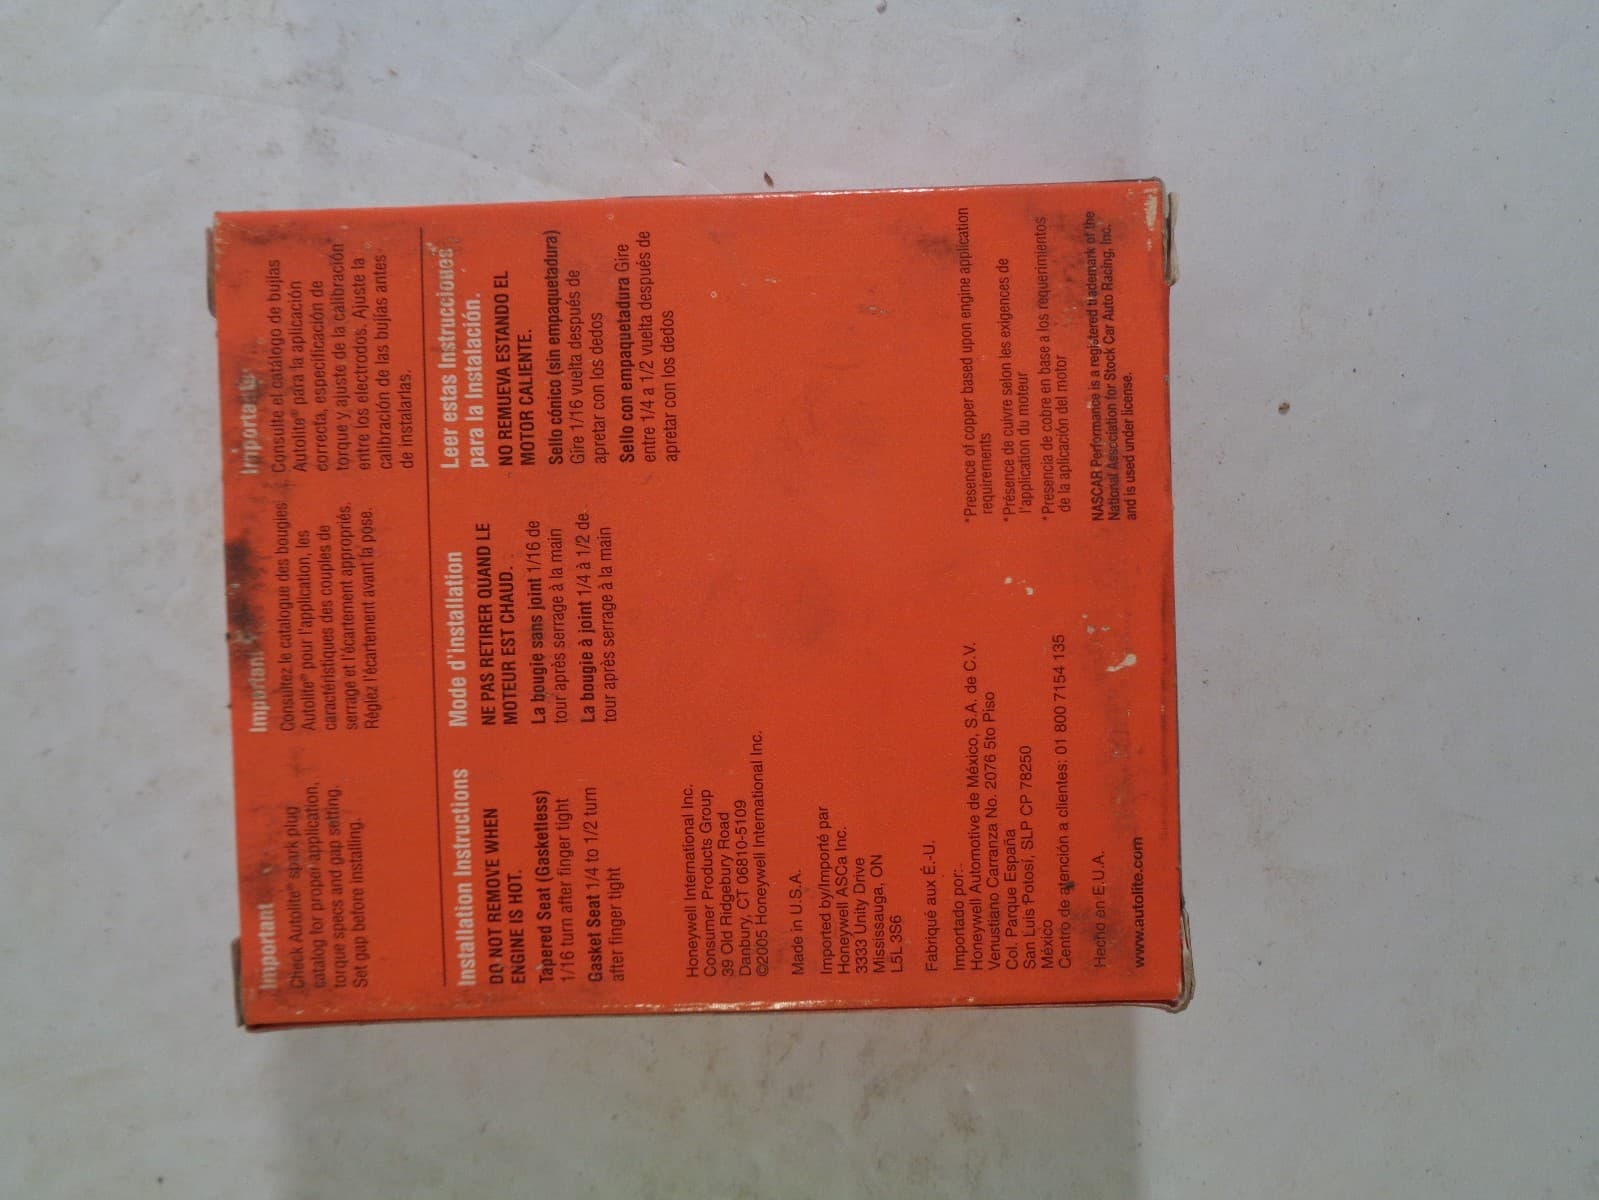 Important
Check Autolite® spark plug
catalog for proper application,
torque specs and gap setting.
Set gap before installing.
Important
Consultez le catalogue des bougies
Autolite® pour l'application, les
caractéristiques des couples de
serrage et l'écartement appropriés.
Réglez l'écartement avant la pose.
Importante
Consulte el catálogro de bujías
Autolite® para la aplicación
correcta, especificación de
torque y ajuste de la calibración
entre los electrodos. Ajuste la
calibración de las bujías antes
de instalarias.
Installation Instructions
DO NOT REMOVE WHEN
ENGINE IS HOT.
Tapered Seat (Gasketless)
1/16 turn after finger tight
Gasket Seat 1/4 to 1/2 turn
after finger tight
Mode d'installation
NE PAS RETIRER QUAND LE
MOTEUR EST CHAUD.
La bougie sans joint 1/16 de
tour après serrage à la main
La bougie à joint 1/4 à 1/2 de
tour après serrage à la main
Leer estas Instrucciones
para la Instalación.
NO REMUEVA ESTANDO EL
MOTOR CALIENTE.
Sello cónico (sin empaquetadura)
Gire 1/16 vuelta después de
apretar con los dedos
Sello con empaquetadura Gire
entre 1/4 a 1/2 vuelta después de
apretar con los dedos
Honeywell International Inc.
Consumer Products Group
39 Old Ridgebury Road
Danbury, CT 06810-5109
©2005 Honeywell International Inc.
Made in U.S.A.
Imported by/Importé par
Honeywell ASCa Inc.
3333 Unity Drive
Mississauga, ON
L5L 3S6
Fabriqué aux É.-U.
Importado por:
Honeywell Automotive de México, S.A. de C.V.
Venustiano Carranza No. 2076 5to Piso
Col. Parque España
San Luis Potosí, SLP CP 78250
México
Centro de atención a clientes: 01 800 7154 135
Hecho en E.U.A.
www.autolite.com
*Presence of copper based upon engine application
requirements
*Présence de cuivre selon les exigences de
l'application du moteur
*Presencia de cobre en base a los requerimientos
de la aplicación del motor
NASCAR Performance is a registered trademark of the
National Association for Stock Car Auto Racing, Inc.
and is used under license.